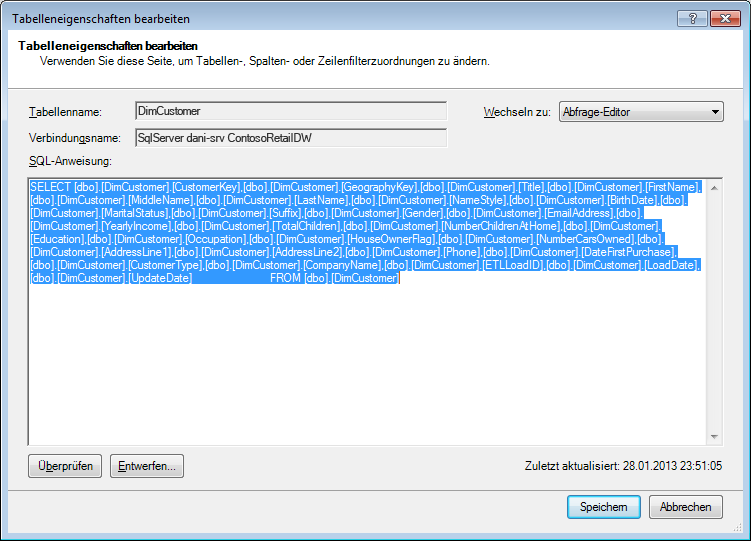 Tabelleneigenschaften bearbeiten
Tabelleneigenschaften bearbeiten
Verwenden Sie diese Seite, um Tabellen-, Spalten- oder Zeilenfilterzuordnungen zu ändern.
Tabellenname: DimCustomer Wechseln zu: Abfrage-Editor
Verbindungsname: SqlServer dani-srv ContosoRetailDW
SQL-Anweisung:
SELECT [dbo].[DimCustomer].[CustomerKey],[dbo].[DimCustomer].[GeographyKey],[dbo].[DimCustomer].[Title],[dbo].[DimCustomer].[FirstName],
[dbo].[DimCustomer].[MiddleName],[dbo].[DimCustomer].[LastName],[dbo].[DimCustomer].[NameStyle],[dbo].[DimCustomer].[BirthDate],[dbo].
[DimCustomer].[MaritalStatus],[dbo].[DimCustomer].[Suffix],[dbo].[DimCustomer].[Gender],[dbo].[DimCustomer].[EmailAddress],[dbo].
[DimCustomer].[YearlyIncome],[dbo].[DimCustomer].[TotalChildren],[dbo].[DimCustomer].[NumberChildrenAtHome],[dbo].[DimCustomer].
[Education],[dbo].[DimCustomer].[Occupation],[dbo].[DimCustomer].[HouseOwnerFlag],[dbo].[DimCustomer].[NumberCarsOwned],[dbo].
[DimCustomer].[AddressLine1],[dbo].[DimCustomer].[AddressLine2],[dbo].[DimCustomer].[Phone],[dbo].[DimCustomer].[DateFirstPurchase],
[dbo].[DimCustomer].[CustomerType],[dbo].[DimCustomer].[CompanyName],[dbo].[DimCustomer].[ETLLoadID],[dbo].[DimCustomer].[LoadDate],
[dbo].[DimCustomer].[UpdateDate] FROM [dbo].[DimCustomer]
Überprüfen Entwerfen... Zuletzt aktualisiert: 28.01.2013 23:51:05
Speichern Abbrechen